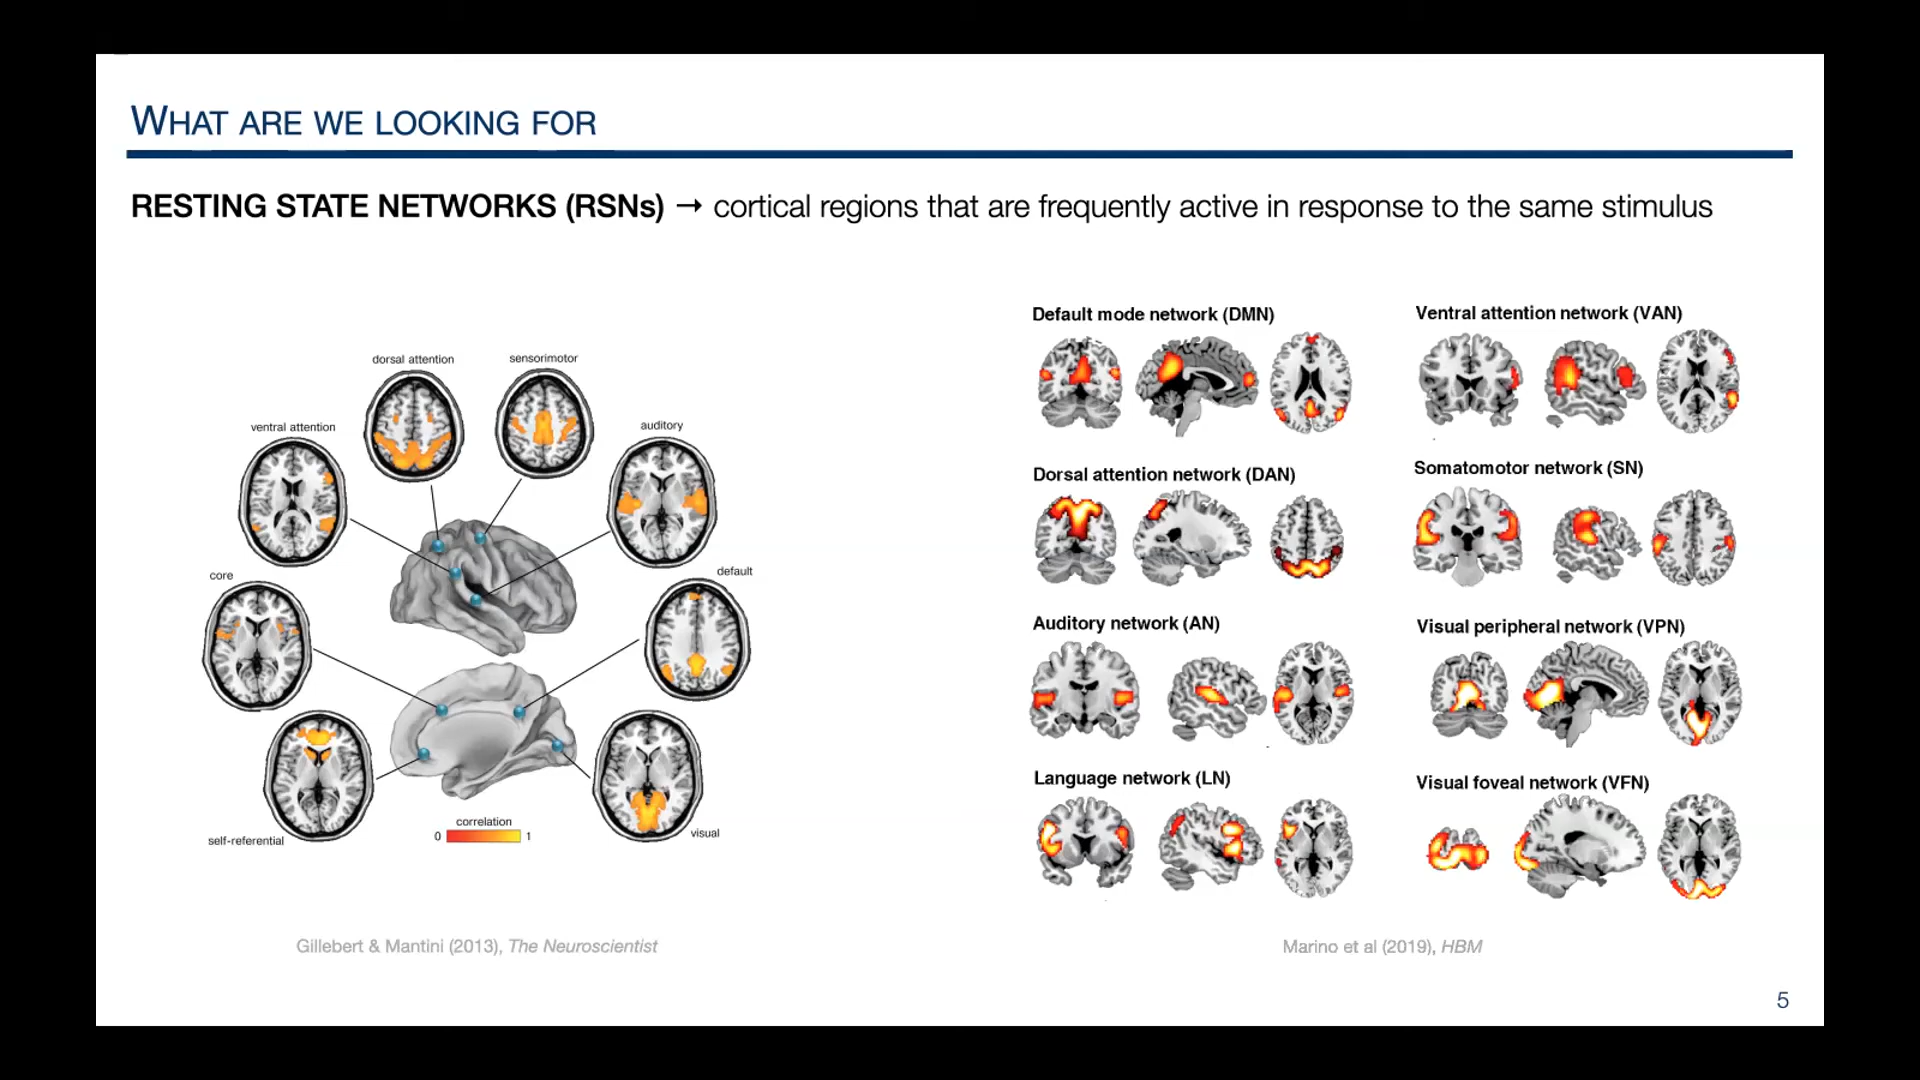 WHAT ARE WE LOOKING FOR
RESTING STATE NETWORKS (RSNs) → cortical regions that are frequently active in response to the same stimulus
dorsal attention
sensorimotor
ventral attention
auditory
core
default
self-referential
correlation
0
1
visual
Gillebert & Mantini (2013), The Neuroscientist
Default mode network (DMN)
Ventral attention network (VAN)
Dorsal attention network (DAN)
Somatomotor network (SN)
Auditory network (AN)
Visual peripheral network (VPN)
Language network (LN)
Visual foveal network (VFN)
Marino et al (2019), HBM
5